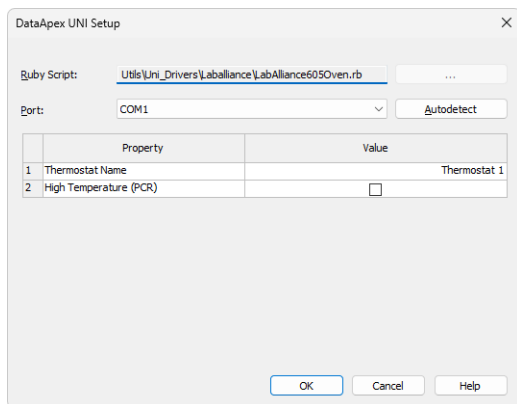 DataApex UNI Setup
Ruby Script: Utils\Uni_Drivers\Laballiance\LabAlliance605Oven.rb ...
Port: COM1 Autodetect
Property Value
1 Thermostat Name Thermostat 1
2 High Temperature (PCR)
OK Cancel Help